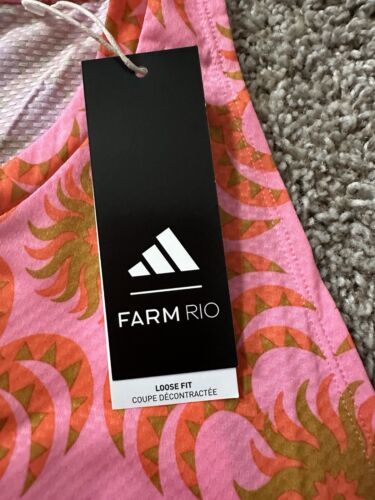 FARM RIO
LOOSE FIT
COUPE DÉCONTRACTÉE